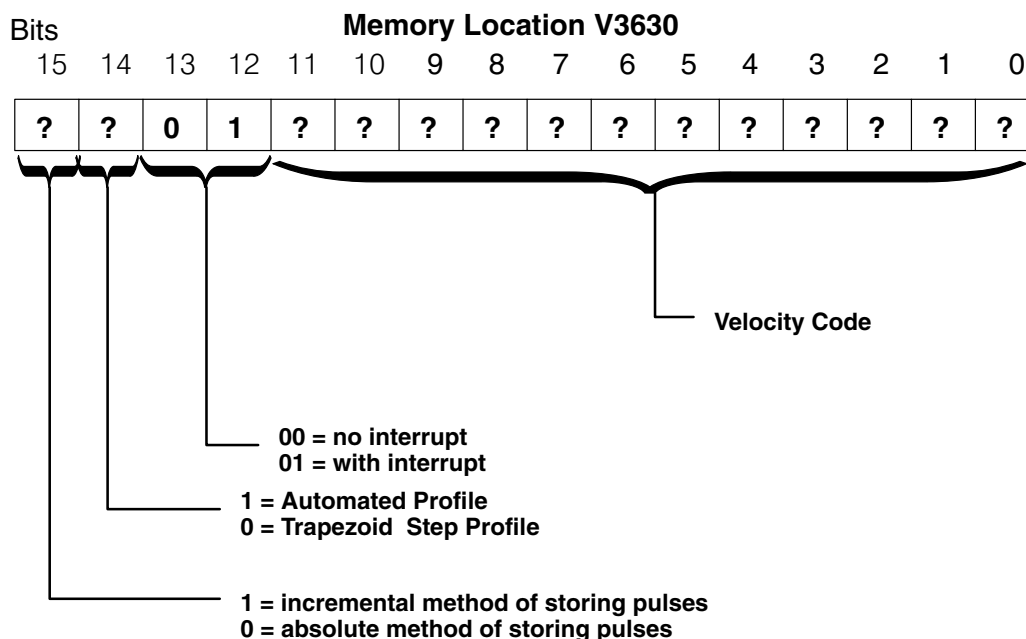 Memory Location V3630
Bits
15 14 13 12 11 10 9 8 7 6 5 4 3 2 1 0
? ? 0 1 ? ? ? ? ? ? ? ? ? ? ? ?
Velocity Code
00 = no interrupt
01 = with interrupt
1 = Automated Profile
0 = Trapezoid Step Profile
1 = incremental method of storing pulses
0 = absolute method of storing pulses